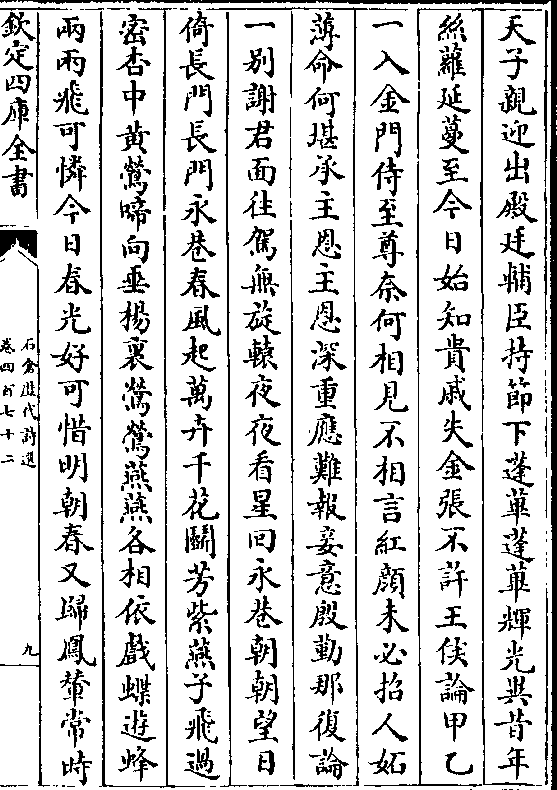 天子親迎出殿廷輔臣持節下蓬蓽蓬蓽輝光與昔年
絲蘿延蔓至今日始知貴戚失金張不許王侯論甲乙
一入金門侍至尊奈何相見不相言紅顔未必招人妬
薄命何堪承主恩主恩深重應難報妾意殷勤那復論
一别謝君面往駕無旋轅夜夜看星回永巷朝朝望日
倚長門長門永巷春風起萬卉千花鬭芳紫燕子飛過
密杏中黄鶯啼向垂楊裏鶯鶯燕燕各相依戲蝶遊蜂
兩兩飛可憐今日春光好可惜明朝春又歸鳳輦常時
欽定四庫全書
石倉歷代詩選
卷四百七十二
九